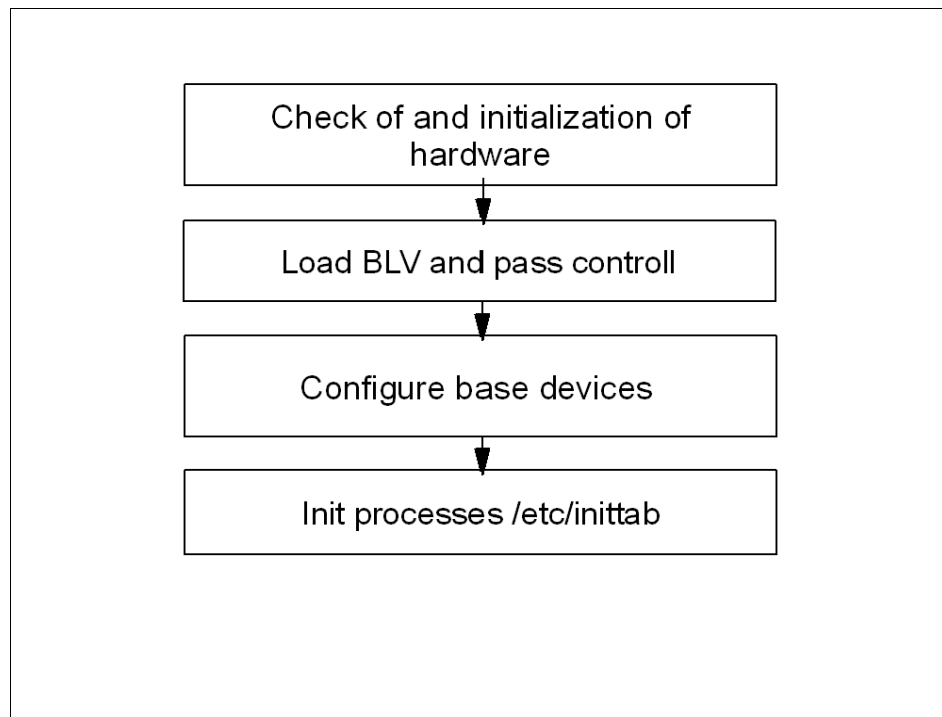 Check of and initialization of
hardware
Load BLV and pass controll
Configure base devices
Init processes /etc/inittab